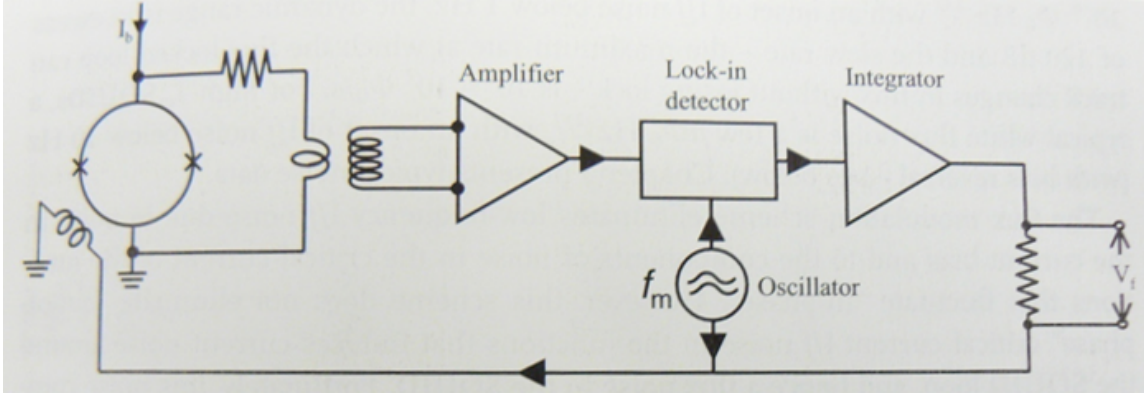 I_b
Amplifier
Lock-in
detector
Integrator
f_m
Oscillator
V_f